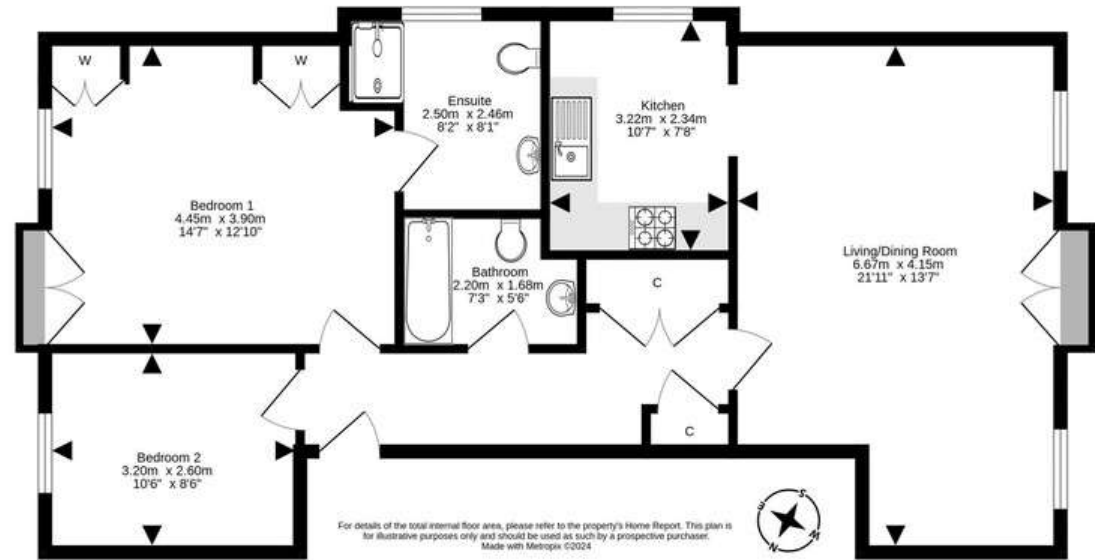 W
W
Ensuite
2.50m x 2.46m
8'2" x 8'1"
Kitchen
3.22m x 2.34m
10'7" x 7'8"
Bedroom 1
4.45m x 3.90m
14'7" x 12'10"
Living/Dining Room
6.67m x 4.15m
21'11" x 13'7"
Bathroom
2.20m x 1.68m
7'3" x 5'6"
C
C
Bedroom 2
3.20m x 2.60m
10'6" x 8'6"
S
E
W
N
For details of the total internal floor area, please refer to the property's Home Report. This plan is
for illustrative purposes only and should be used as such by a prospective purchaser.
Made with Metropix ©2024